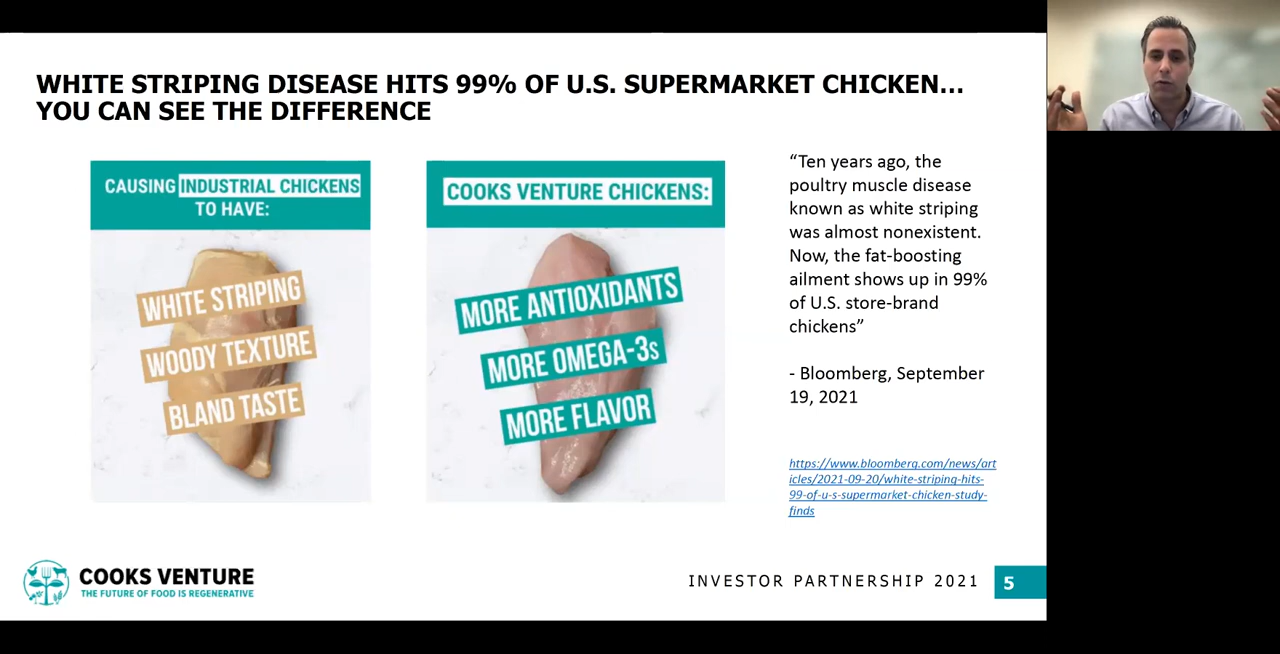 WHITE STRIPING DISEASE HITS 99% OF U.S. SUPERMARKET CHICKEN...
YOU CAN SEE THE DIFFERENCE
CAUSING INDUSTRIAL CHICKENS
TO HAVE:
WHITE STRIPING
WOODY TEXTURE
BLAND TASTE
COOKS VENTURE CHICKENS:
MORE ANTIOXIDANTS
MORE OMEGA-3s
MORE FLAVOR
“Ten years ago, the
poultry muscle disease
known as white striping
was almost nonexistent.
Now, the fat-boosting
ailment shows up in 99%
of U.S. store-brand
chickens”
- Bloomberg, September
19, 2021
https://www.bloomberg.com/news/art
icles/2021-09-20/white-striping-hits-
99-of-u-s-supermarket-chicken-study-
finds
COOKS VENTURE
THE FUTURE OF FOOD IS REGENERATIVE
INVESTOR PARTNERSHIP 2021
5